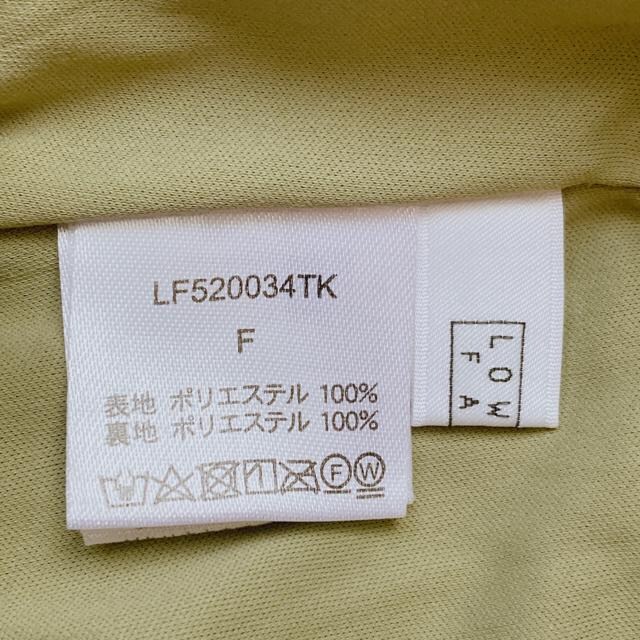 LF520034TK
F
表地 ポリエステル 100%
裏地 ポリエステル 100%
F W
LOW
FA